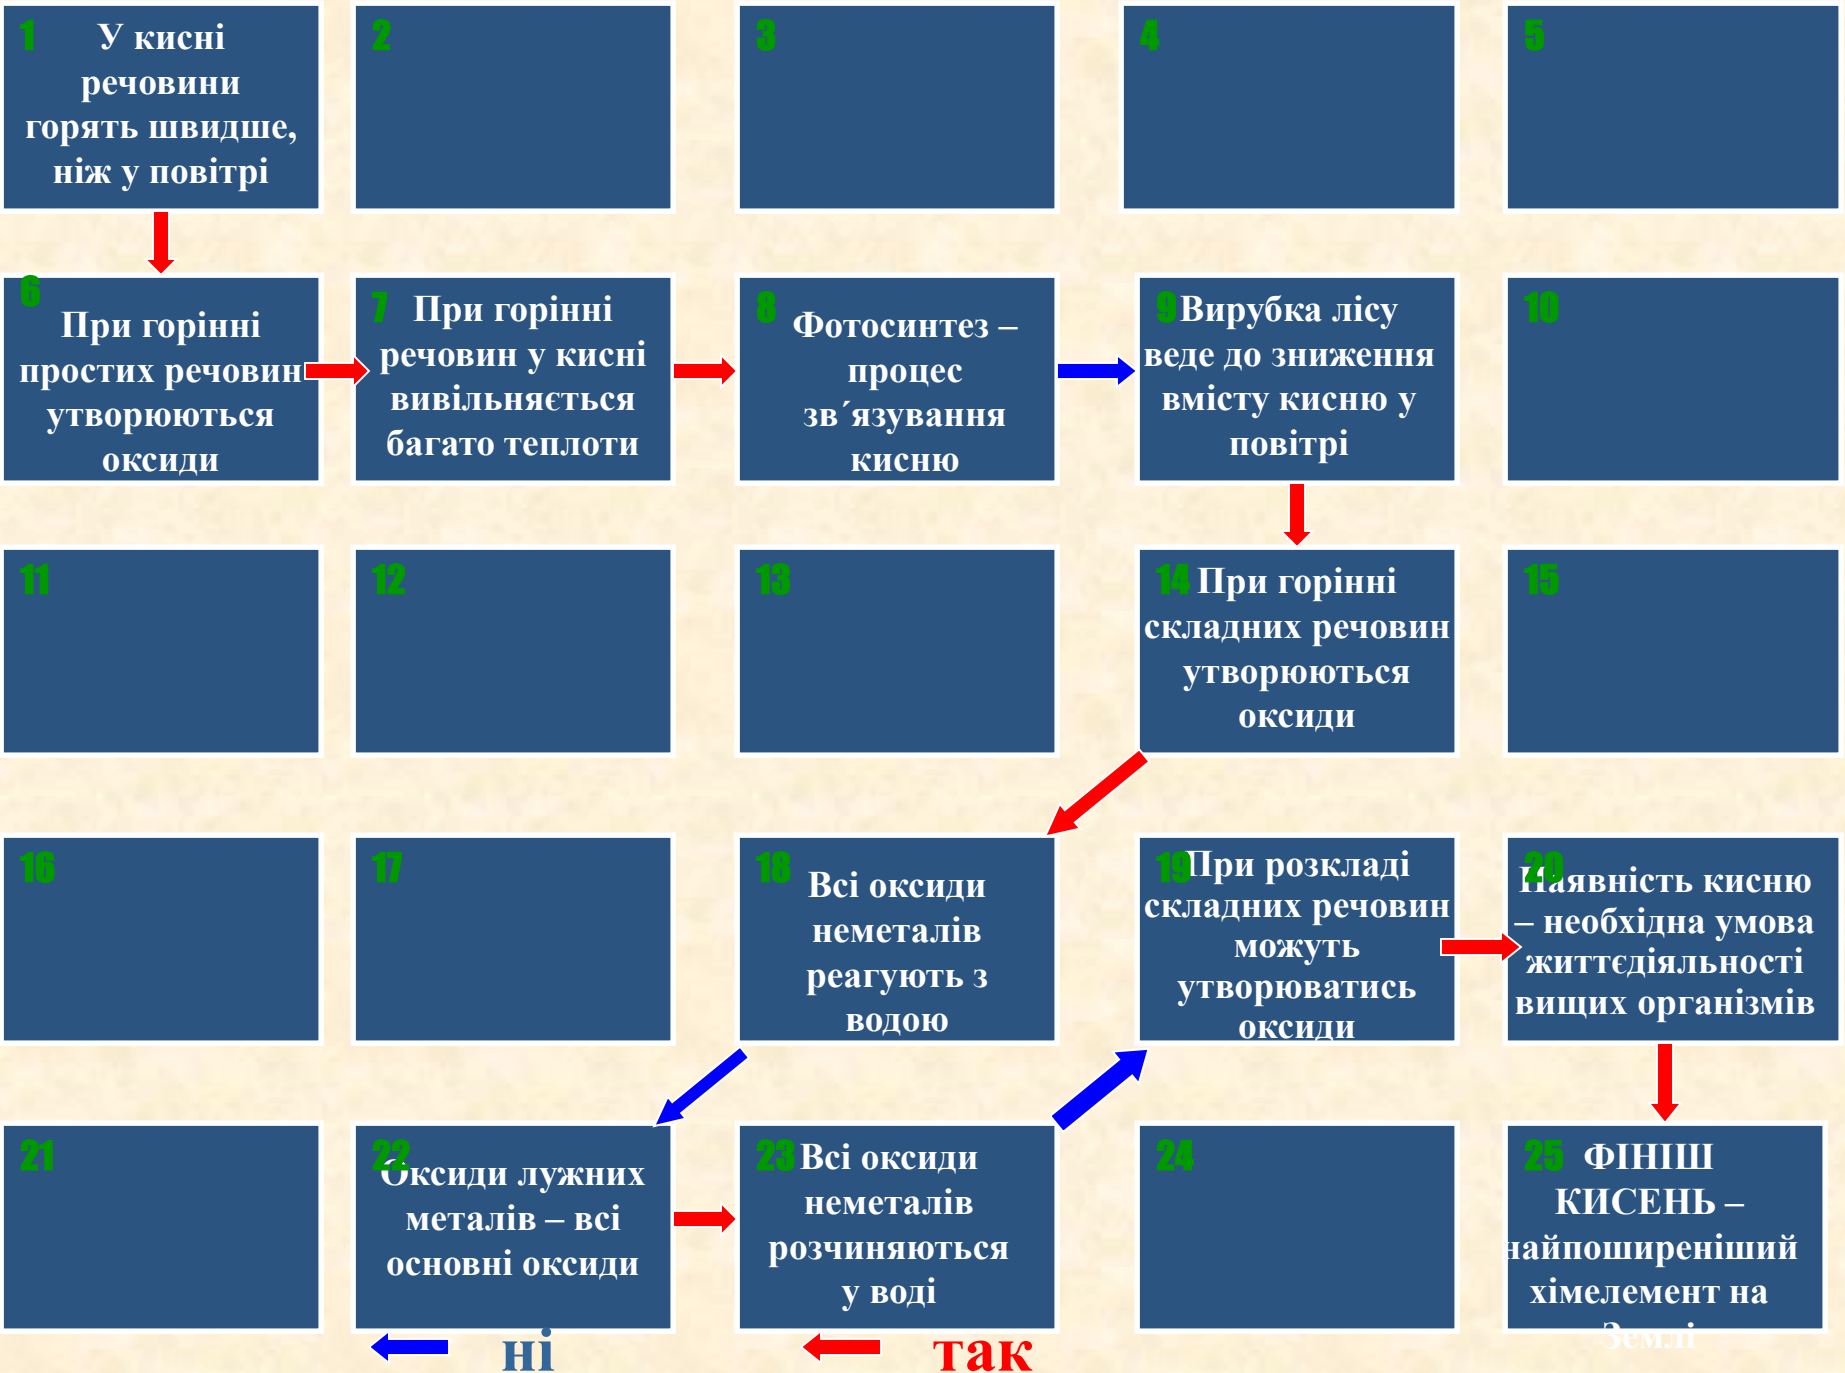 1
У кисні
речовини
горять швидше,
ніж у повітрі
2
3
4
5
6
При горінні
простих речовин
утворюються
оксиди
7
При горінні
речовин у кисні
вивільняється
багато теплоти
8
Фотосинтез –
процес
зв´язування
кисню
9
Вирубка лісу
веде до зниження
вмісту кисню у
повітрі
10
11
12
13
14
При горінні
складних речовин
утворюються
оксиди
15
16
17
18
Всі оксиди
неметалів
реагують з
водою
19
При розкладі
складних речовин
можуть
утворюватись
оксиди
20
Наявність кисню
– необхідна умова
життєдіяльності
вищих організмів
21
22
Оксиди лужних
металів – всі
основні оксиди
23
Всі оксиди
неметалів
розчиняються
у воді
24
25
ФІНІШ
КИСЕНЬ –
найпоширеніший
хімелемент на
Землі
ні
так